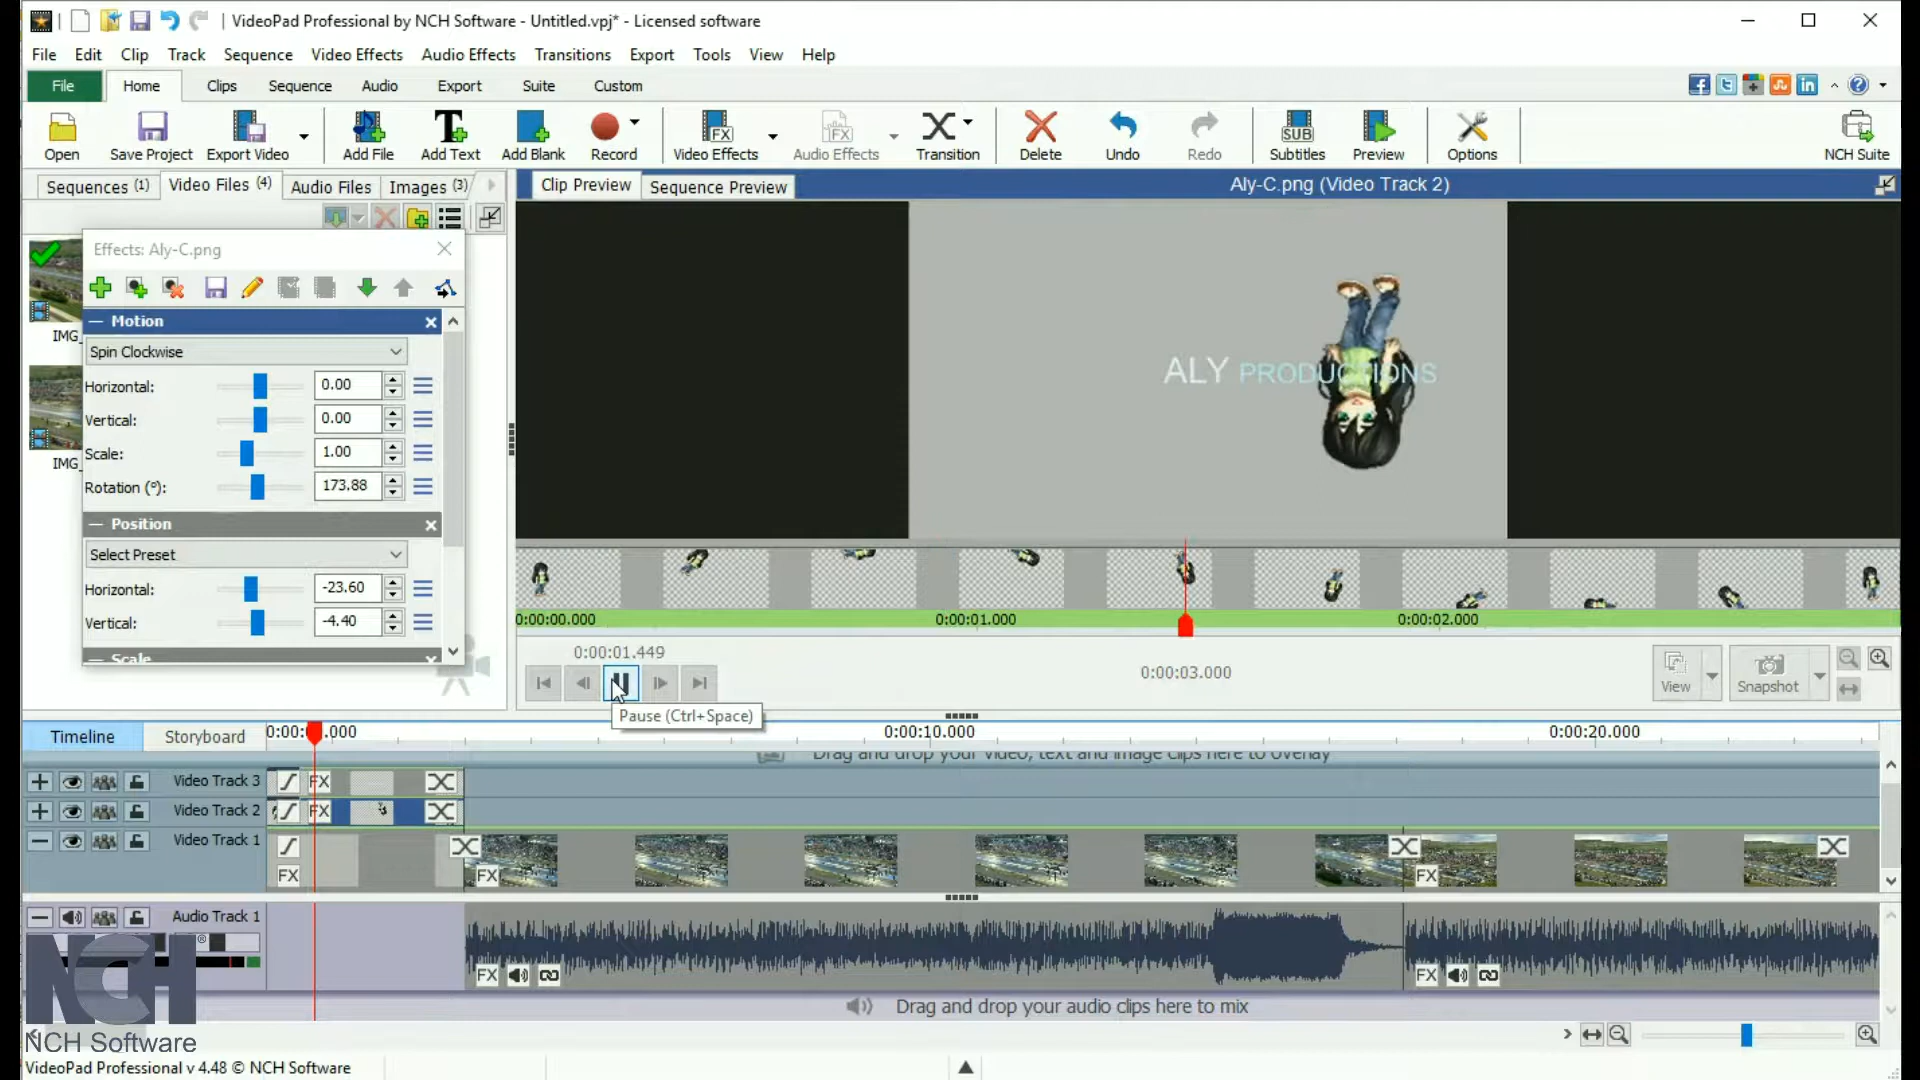 VideoPad Professional by NCH Software - Untitled.vpj* - Licensed software
File Edit Clip Track Sequence Video Effects Audio Effects Transitions Export Tools View Help
File Home Clips Sequence Audio Export Suite Custom
Open Save Project Export Video Add File Add Text Add Blank Record Video Effects Audio Effects Transition Delete Undo Redo Subtitles Preview Options NCH Suite
Sequences (1) Video Files (4) Audio Files Images (3) Clip Preview Sequence Preview Aly-C.png (Video Track 2)
Effects: Aly-C.png
Motion
Spin Clockwise
Horizontal: 0.00
Vertical: 0.00
Scale: 1.00
Rotation (º): 173.88
Position
Select Preset
Horizontal: -23.60
Vertical: -4.40
Scale
IMG_
IMG_
ALY PRODUCTIONS
0:00:00.000 0:00:01.000 0:00:02.000
0:00:01.449
0:00:03.000
View Snapshot
Pause (Ctrl+Space)
Timeline Storyboard 0:00: .000 0:00:10.000 0:00:20.000
Drag and drop your video, text and image clips here to overlay
Video Track 3 FX
Video Track 2 FX
Video Track 1
FX FX FX
Audio Track 1
FX FX
Drag and drop your audio clips here to mix
NCH ®
NCH Software
VideoPad Professional v 4.48 © NCH Software